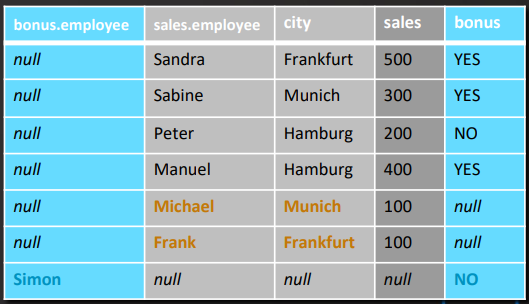 bonus.employee sales.employee city sales bonus
null Sandra Frankfurt 500 YES
null Sabine Munich 300 YES
null Peter Hamburg 200 NO
null Manuel Hamburg 400 YES
null Michael Munich 100 null
null Frank Frankfurt 100 null
Simon null null null NO